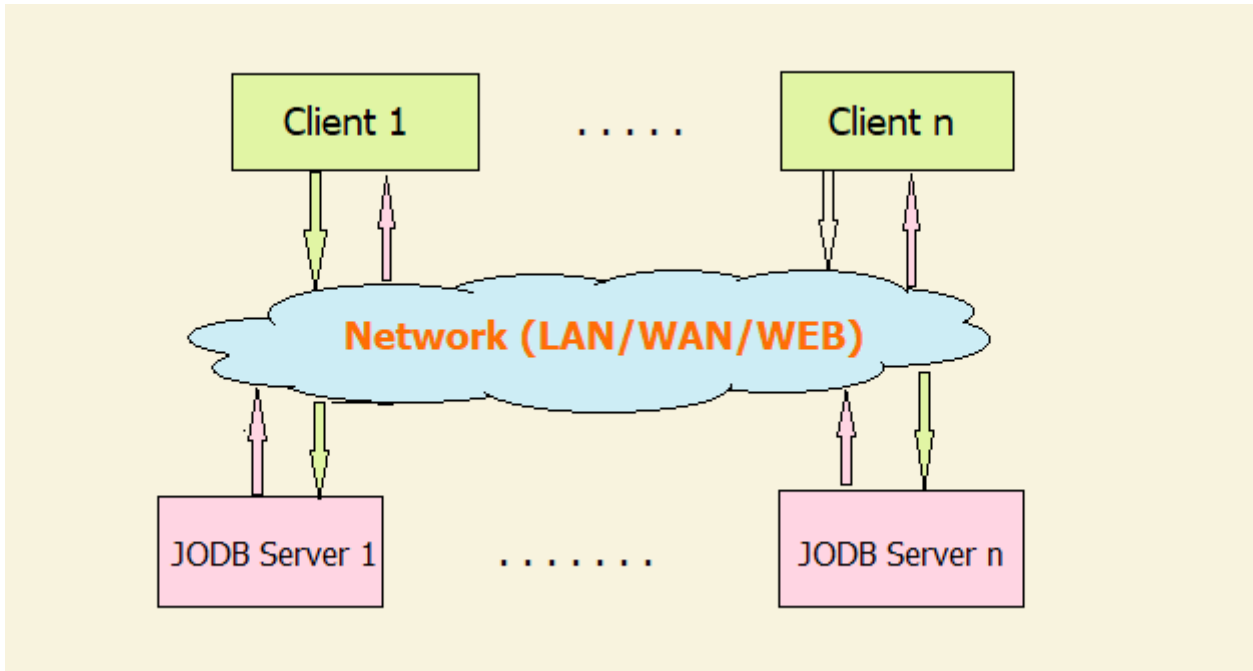 Client 1
. . . . .
Client n
Network (LAN/WAN/WEB)
JODB Server 1
. . . . . . .
JODB Server n